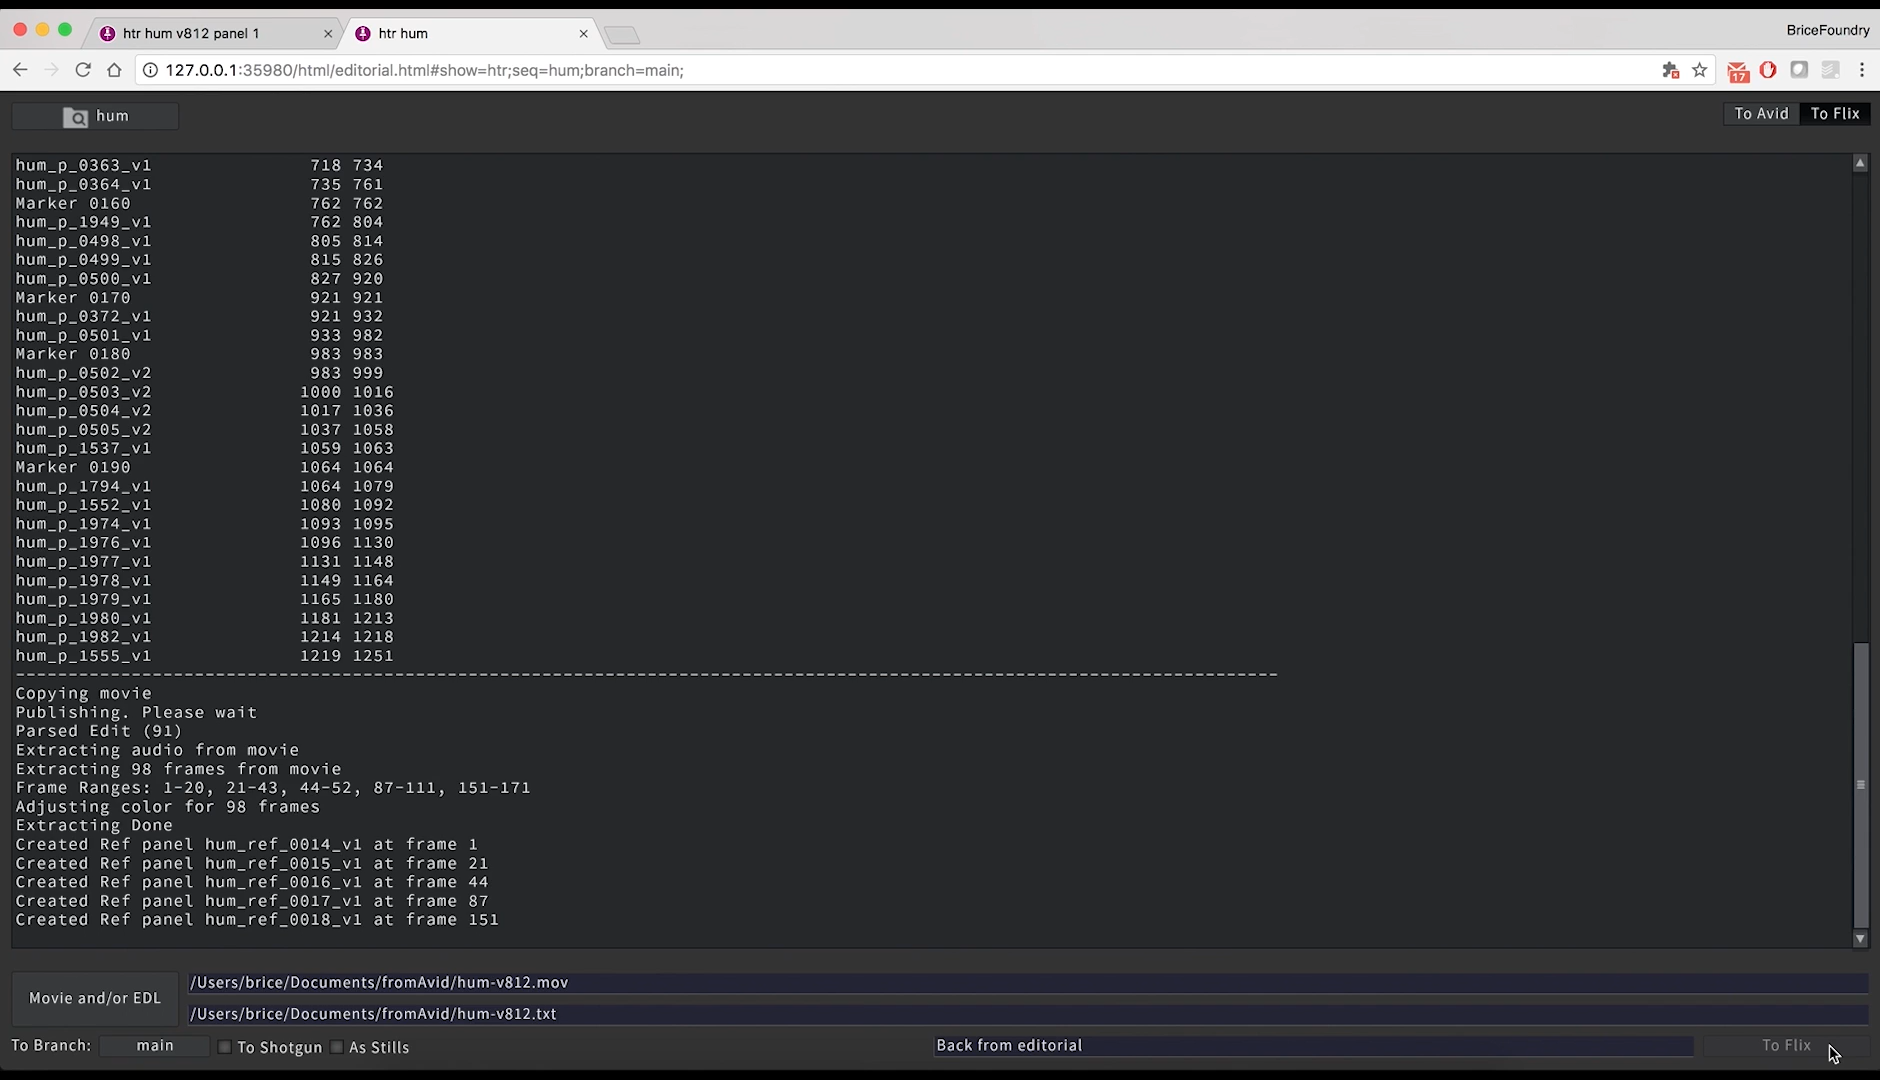 htr hum v812 panel 1
htr hum
BriceFoundry
127.0.0.1:35980/html/editorial.html#show=htr;seq=hum;branch=main;
17
hum
To Avid
To Flix
hum_p_0363_v1 718 734
hum_p_0364_v1 735 761
Marker 0160 762 762
hum_p_1949_v1 762 804
hum_p_0498_v1 805 814
hum_p_0499_v1 815 826
hum_p_0500_v1 827 920
Marker 0170 921 921
hum_p_0372_v1 921 932
hum_p_0501_v1 933 982
Marker 0180 983 983
hum_p_0502_v2 983 999
hum_p_0503_v2 1000 1016
hum_p_0504_v2 1017 1036
hum_p_0505_v2 1037 1058
hum_p_1537_v1 1059 1063
Marker 0190 1064 1064
hum_p_1794_v1 1064 1079
hum_p_1552_v1 1080 1092
hum_p_1974_v1 1093 1095
hum_p_1976_v1 1096 1130
hum_p_1977_v1 1131 1148
hum_p_1978_v1 1149 1164
hum_p_1979_v1 1165 1180
hum_p_1980_v1 1181 1213
hum_p_1982_v1 1214 1218
hum_p_1555_v1 1219 1251
------------------------------------------------------------------------------------------------------------------------
Copying movie
Publishing. Please wait
Parsed Edit (91)
Extracting audio from movie
Extracting 98 frames from movie
Frame Ranges: 1-20, 21-43, 44-52, 87-111, 151-171
Adjusting color for 98 frames
Extracting Done
Created Ref panel hum_ref_0014_v1 at frame 1
Created Ref panel hum_ref_0015_v1 at frame 21
Created Ref panel hum_ref_0016_v1 at frame 44
Created Ref panel hum_ref_0017_v1 at frame 87
Created Ref panel hum_ref_0018_v1 at frame 151
Movie and/or EDL
/Users/brice/Documents/fromAvid/hum-v812.mov
/Users/brice/Documents/fromAvid/hum-v812.txt
To Branch: main To Shotgun As Stills Back from editorial To Flix